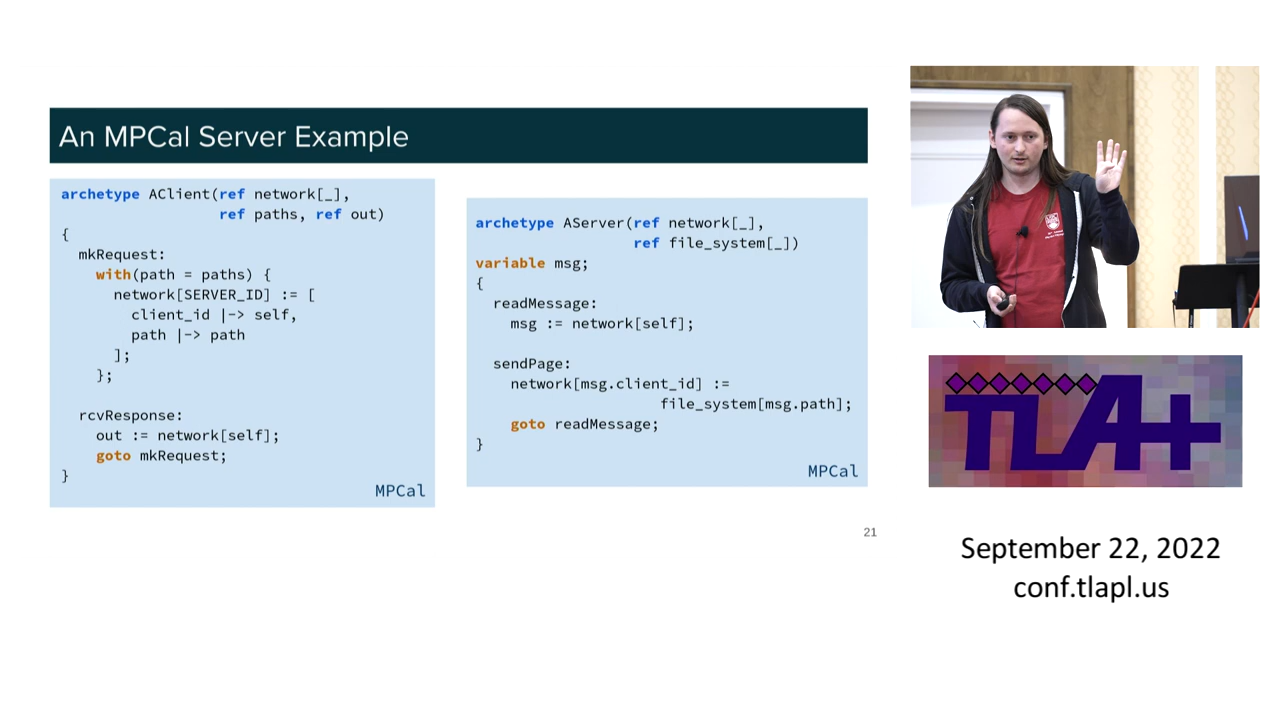 An MPCal Server Example
archetype AClient(ref network[_],
ref paths, ref out)
{
mkRequest:
with(path = paths) {
network[SERVER_ID] := [
client_id |-> self,
path |-> path
];
};
rcvResponse:
out := network[self];
goto mkRequest;
}
MPCal
archetype AServer(ref network[_],
ref file_system[_])
variable msg;
{
readMessage:
msg := network[self];
sendPage:
network[msg.client_id] :=
file_system[msg.path];
goto readMessage;
}
MPCal
21
TLA+
September 22, 2022
conf.tlapl.us